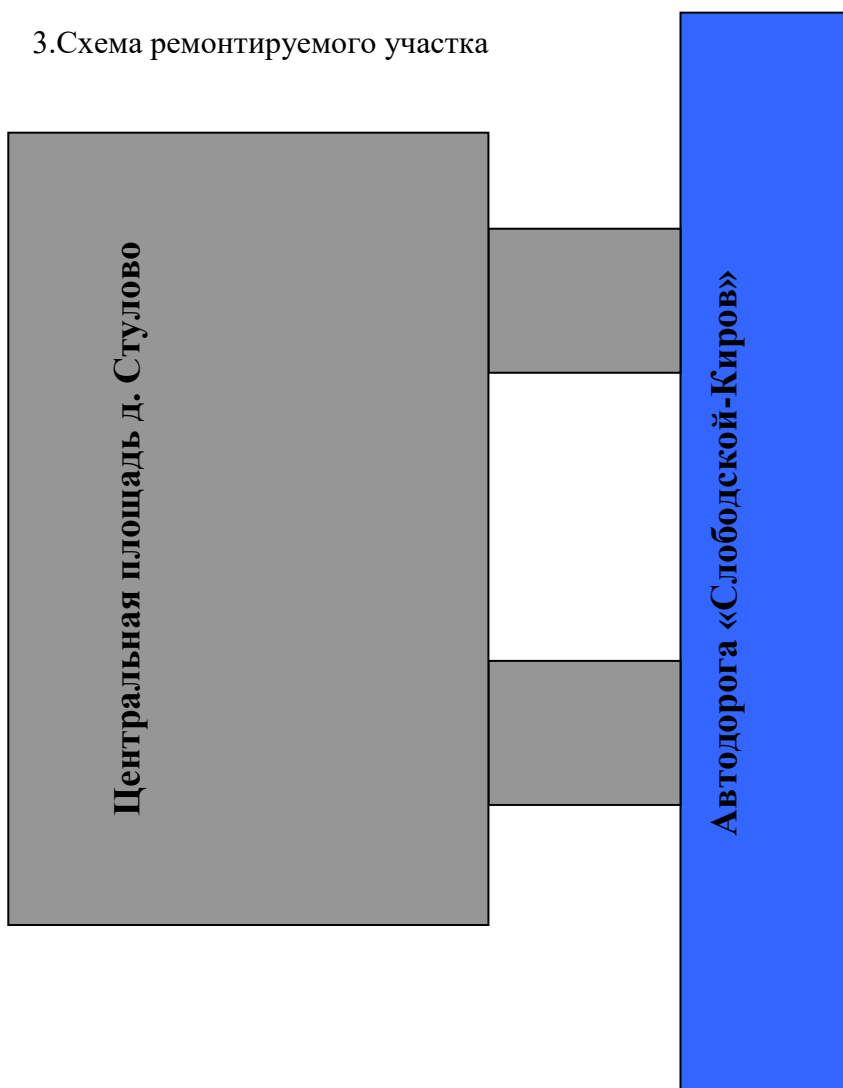 3.Схема ремонтируемого участка
Центральная площадь д. Стулово
Автодорога «Слободской-Киров»